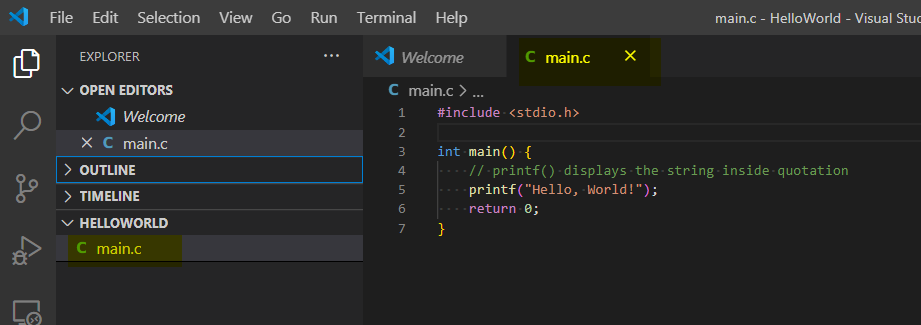 File Edit Selection View Go Run Terminal Help main.c - HelloWorld - Visual Stu
EXPLORER ...
OPEN EDITORS
Welcome
main.c
OUTLINE
TIMELINE
HELLOWORLD
main.c
Welcome main.c
main.c > ...
1 #include <stdio.h>
2
3 int main() {
4 // printf() displays the string inside quotation
5 printf("Hello, World!");
6 return 0;
7 }